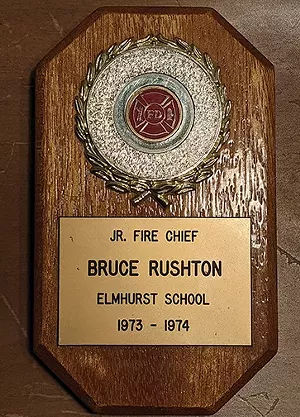 FD
JR. FIRE CHIEF
BRUCE RUSHTON
ELMHURST SCHOOL
1973 - 1974